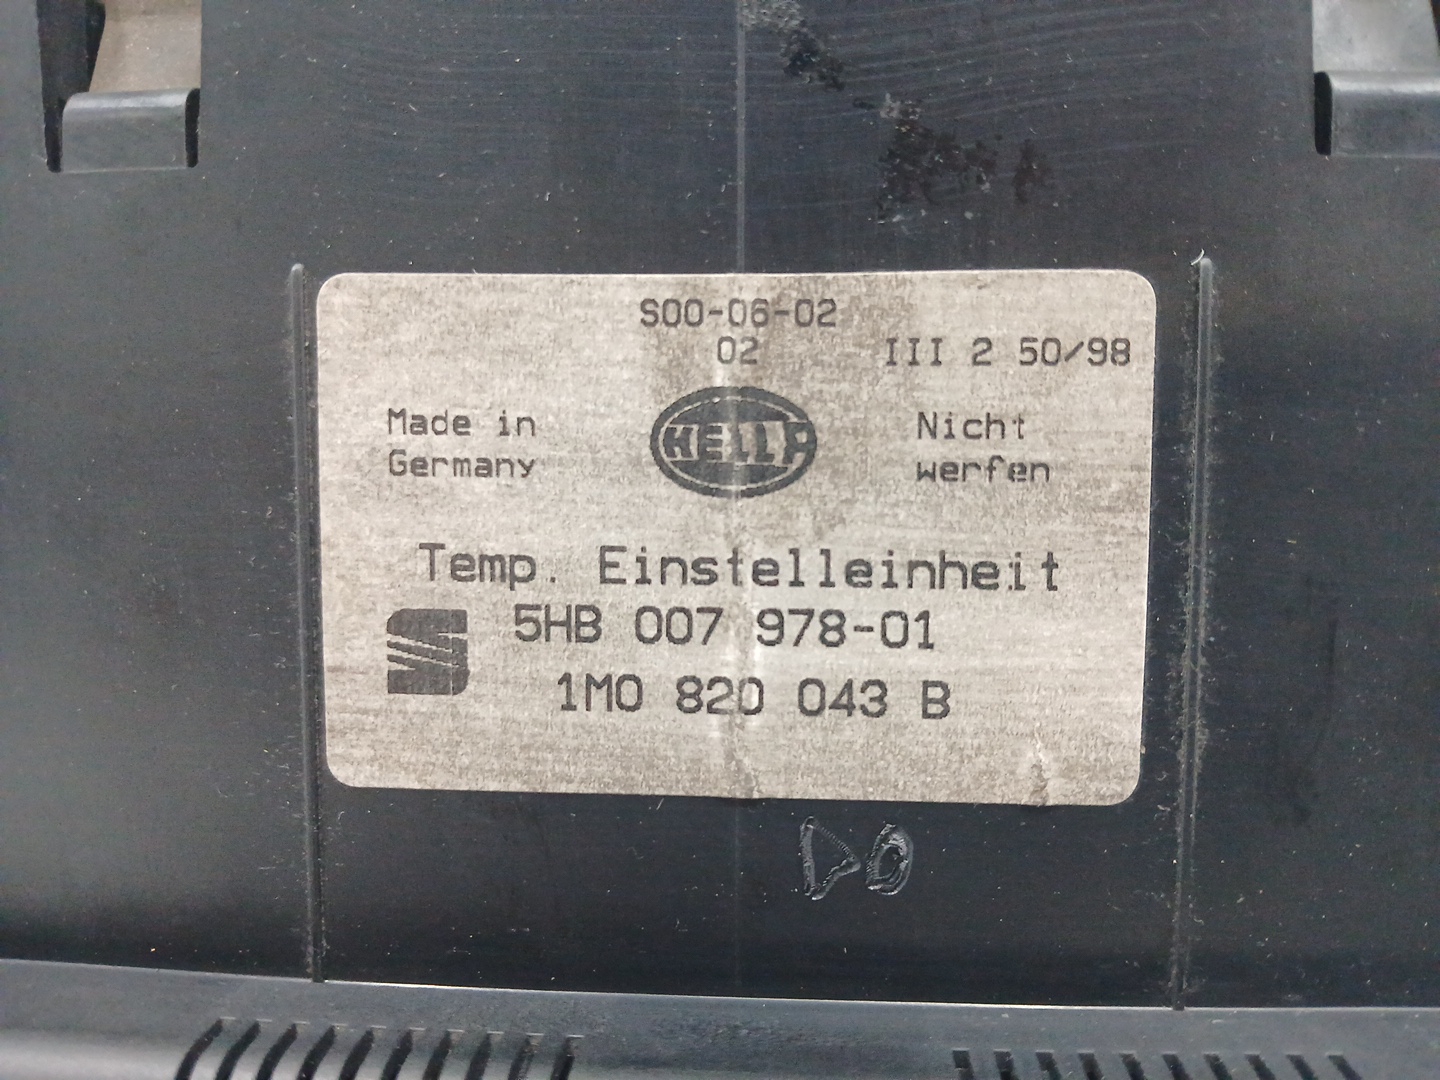 S00-06-02
02
III 2 50/98
Made in
Germany
HELLA
Nicht
werfen
Temp. Einstelleinheit
5HB 007 978-01
1M0 820 043 B
DO